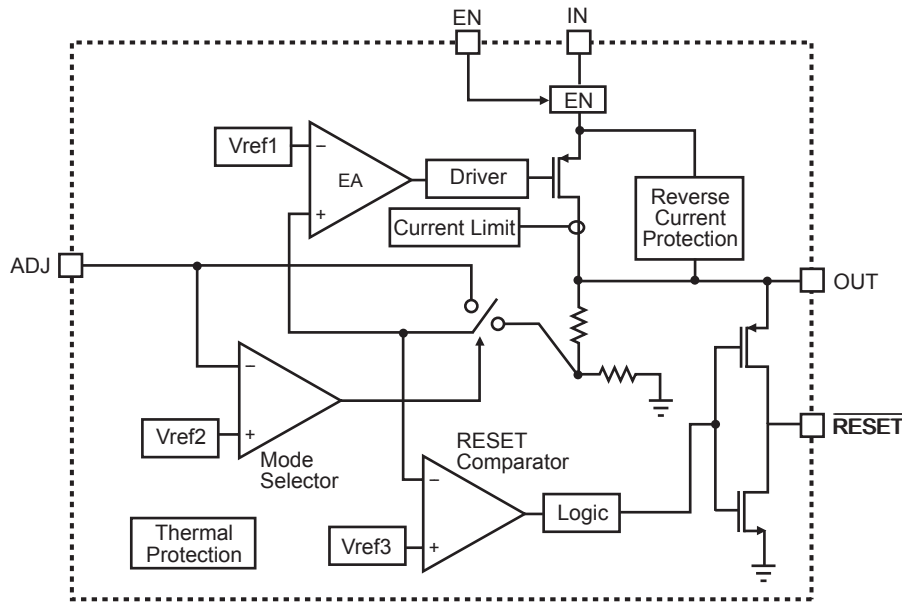 EN
IN
EN
Vref1
−
EA
+
Driver
Current Limit
Reverse
Current
Protection
ADJ
OUT
−
Vref2
+
Mode
Selector
RESET
Comparator
RESET
−
Vref3
+
Logic
Thermal
Protection